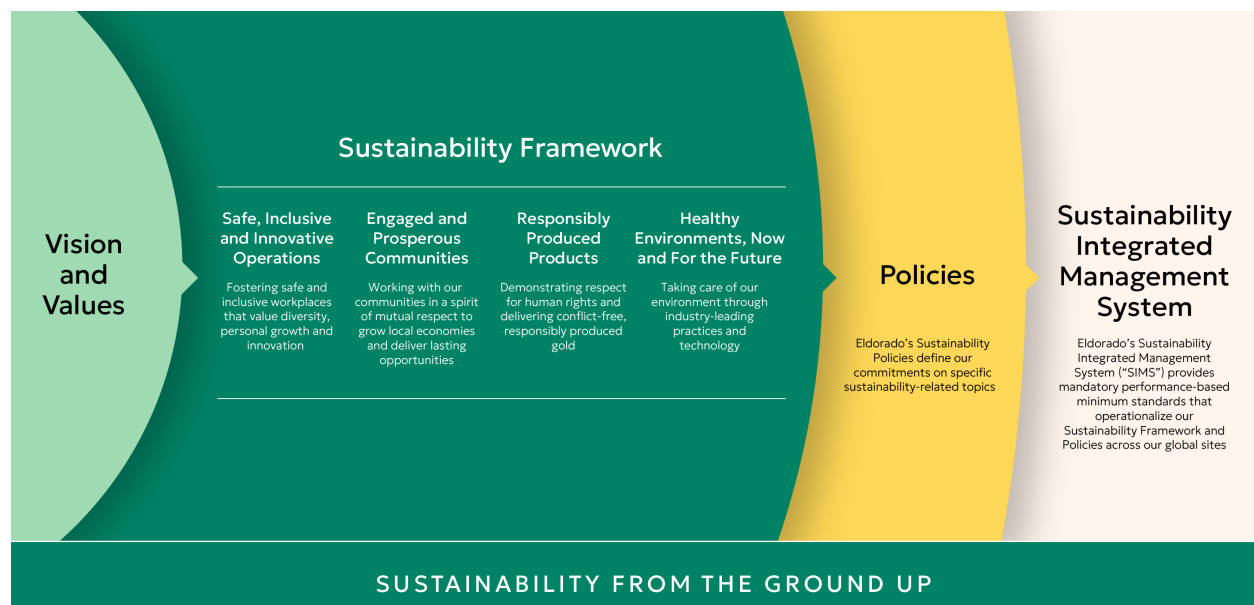 Vision
and
Values
Sustainability Framework
Safe, Inclusive
and Innovative
Operations
Fostering safe and
inclusive workplaces
that value diversity,
personal growth and
innovation
Engaged and
Prosperous
Communities
Working with our
communities in a spirit
of mutual respect to
grow local economies
and deliver lasting
opportunities
Responsibly
Produced
Products
Demonstrating respect
for human rights and
delivering conflict-free,
responsibly produced
gold
Healthy
Environments, Now
and For the Future
Taking care of our
environment through
industry-leading
practices and
technology
Policies
Eldorado’s Sustainability
Policies define our
commitments on specific
sustainability-related topics
Sustainability
Integrated
Management
System
Eldorado’s Sustainability
Integrated Management
System (“SIMS”) provides
mandatory performance-based
minimum standards that
operationalize our
Sustainability Framework and
Policies across our global sites
SUSTAINABILITY FROM THE GROUND UP